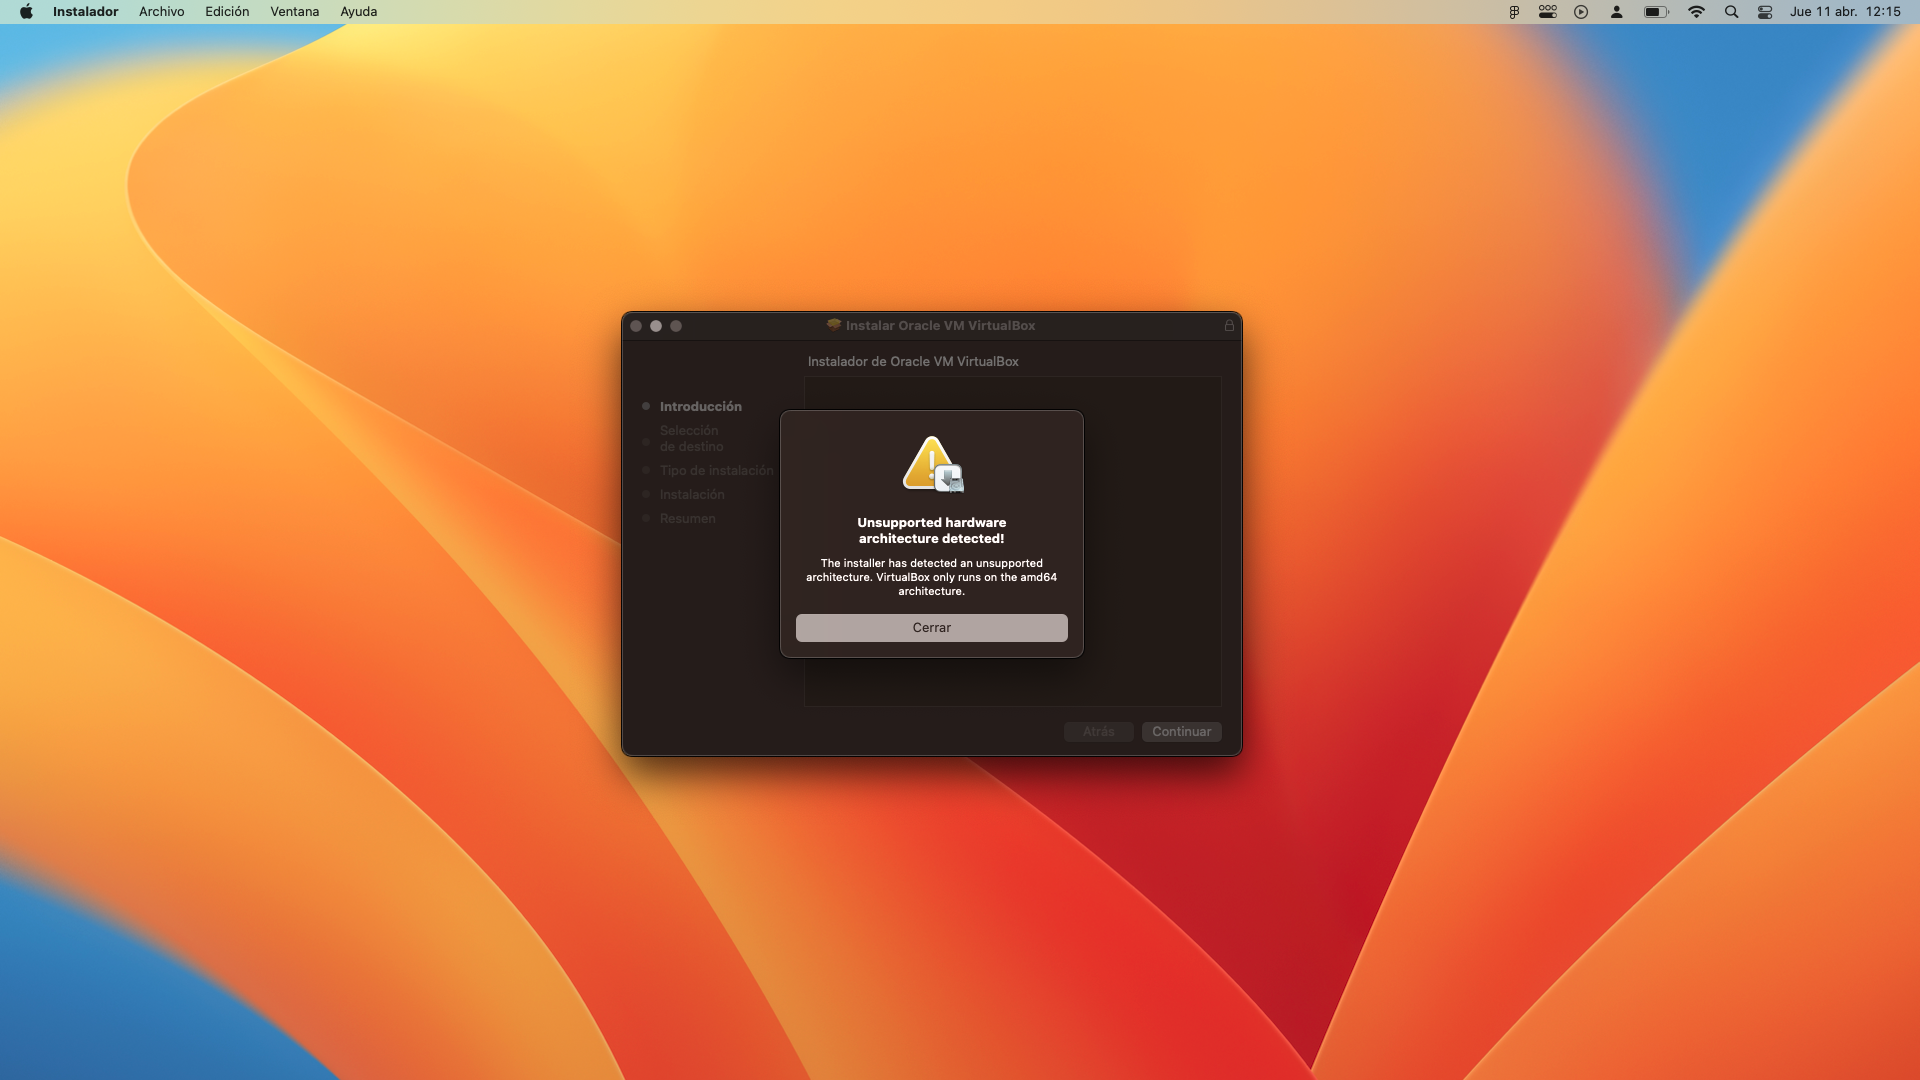 Instalador Archivo Edición Ventana Ayuda Jue 11 abr. 12:15
Instalar Oracle VM VirtualBox
Instalador de Oracle VM VirtualBox
Introducción
Selección
de destino
Tipo de instalación
Instalación
Resumen
Unsupported hardware
architecture detected!
The installer has detected an unsupported
architecture. VirtualBox only runs on the amd64
architecture.
Cerrar
Atrás Continuar